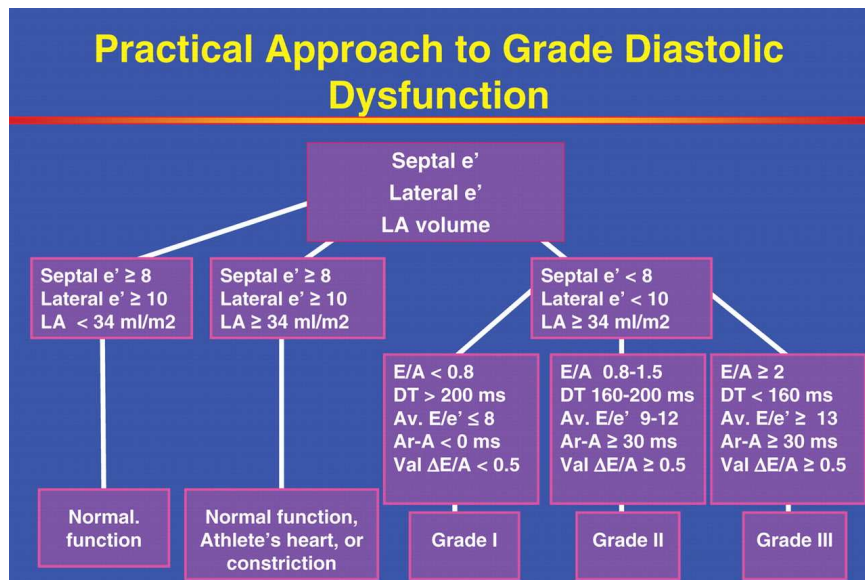 Practical Approach to Grade Diastolic
Dysfunction
Septal e'
Lateral e'
LA volume
Septal e' ≥ 8
Lateral e' ≥ 10
LA < 34 ml/m2
Septal e' ≥ 8
Lateral e' ≥ 10
LA ≥ 34 ml/m2
Septal e' < 8
Lateral e' < 10
LA ≥ 34 ml/m2
E/A < 0.8
DT > 200 ms
Av. E/e' ≤ 8
Ar-A < 0 ms
Val ΔE/A < 0.5
E/A 0.8-1.5
DT 160-200 ms
Av. E/e' 9-12
Ar-A ≥ 30 ms
Val ΔE/A ≥ 0.5
E/A ≥ 2
DT < 160 ms
Av. E/e' ≥ 13
Ar-A ≥ 30 ms
Val ΔE/A ≥ 0.5
Normal.
function
Normal function,
Athlete's heart, or
constriction
Grade I
Grade II
Grade III